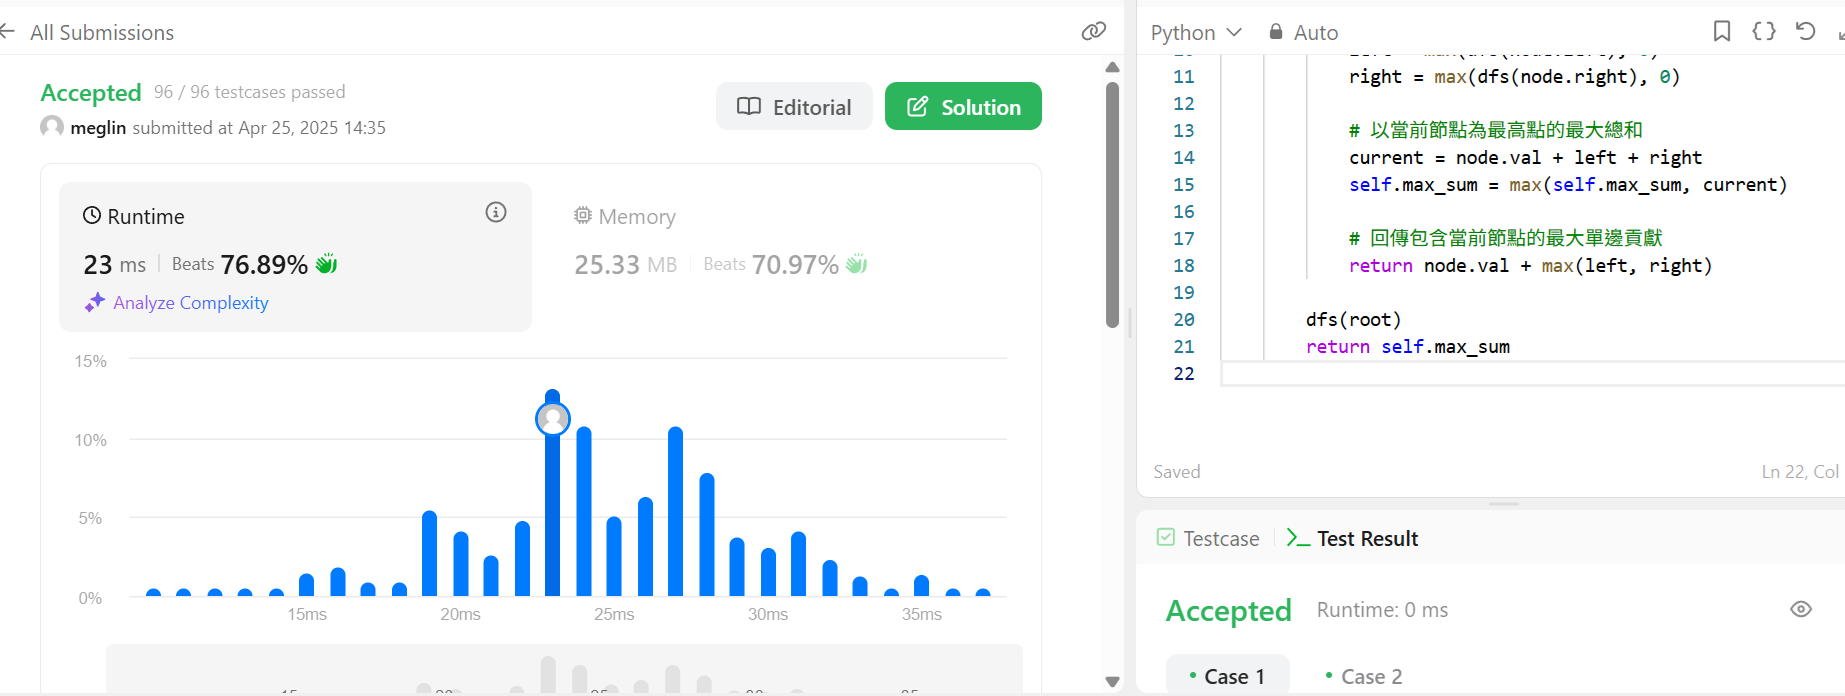 All Submissions
Accepted 96 / 96 testcases passed
meglin submitted at Apr 25, 2025 14:35
Editorial
Solution
Runtime
23 ms Beats 76.89%
Analyze Complexity
Memory
25.33 MB Beats 70.97%
15%
10%
5%
0%
15ms 20ms 25ms 30ms 35ms
Python Auto
11 right = max(dfs(node.right), 0)
12
13 # 以當前節點為最高點的最大總和
14 current = node.val + left + right
15 self.max_sum = max(self.max_sum, current)
16
17 # 回傳包含當前節點的最大單邊貢獻
18 return node.val + max(left, right)
19
20 dfs(root)
21 return self.max_sum
22
Saved Ln 22, Col
Testcase Test Result
Accepted Runtime: 0 ms
Case 1 Case 2